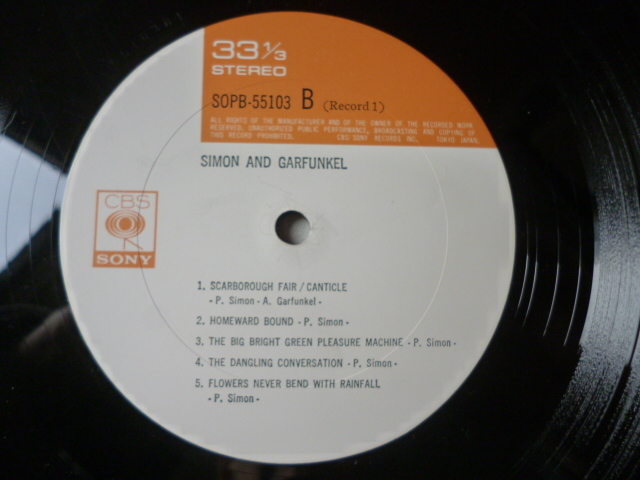 33 1/3
STEREO
SOPB-55103 B (Record 1)
ALL RIGHTS OF THE MANUFACTURER AND OF THE OWNER OF THE RECORDED WORK
RESERVED. UNAUTHORIZED PUBLIC PERFORMANCE, BROADCASTING AND COPYING OF
THIS RECORD PROHIBITED. CBS/SONY RECORDS INC. TOKYO JAPAN.
SIMON AND GARFUNKEL
CBS
SONY
1. SCARBOROUGH FAIR / CANTICLE
- P. Simon - A. Garfunkel -
2. HOMEWARD BOUND - P. Simon -
3. THE BIG BRIGHT GREEN PLEASURE MACHINE - P. Simon -
4. THE DANGLING CONVERSATION - P. Simon -
5. FLOWERS NEVER BEND WITH RAINFALL
- P. Simon -